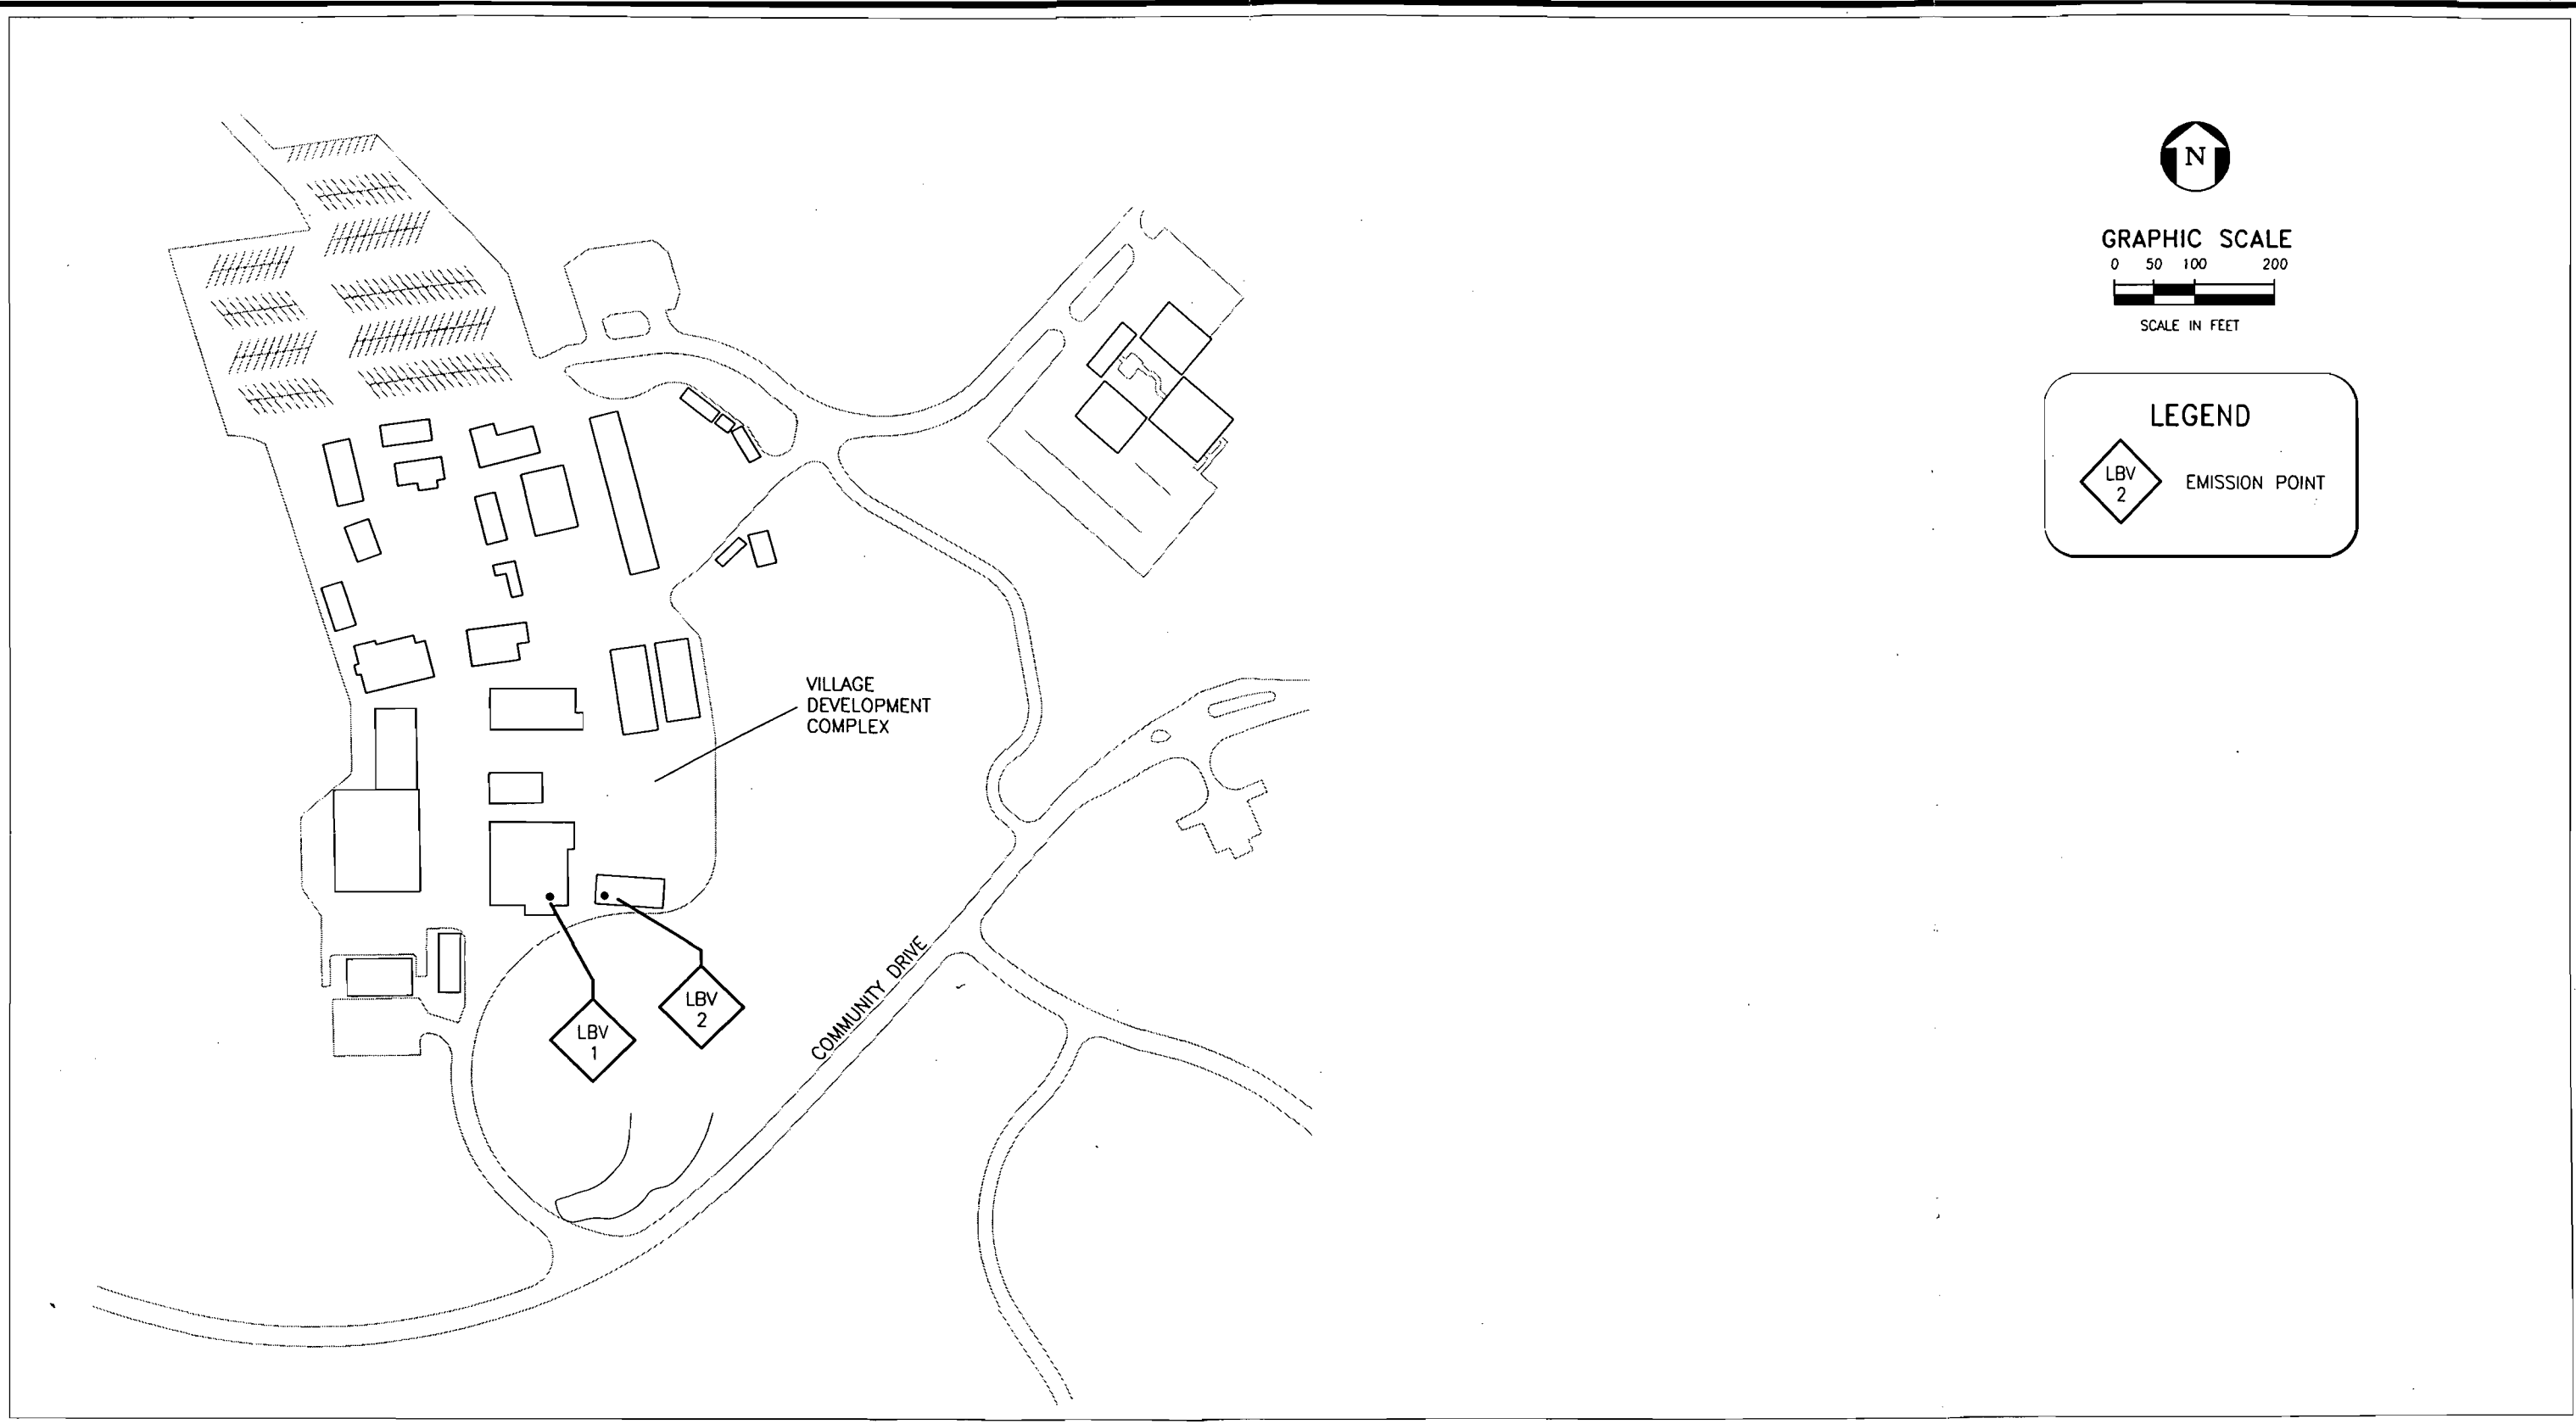 N
GRAPHIC SCALE
0 50 100 200
SCALE IN FEET
LEGEND
LBV
2
EMISSION POINT
VILLAGE
DEVELOPMENT
COMPLEX
COMMUNITY DRIVE
LBV
1
LBV
2